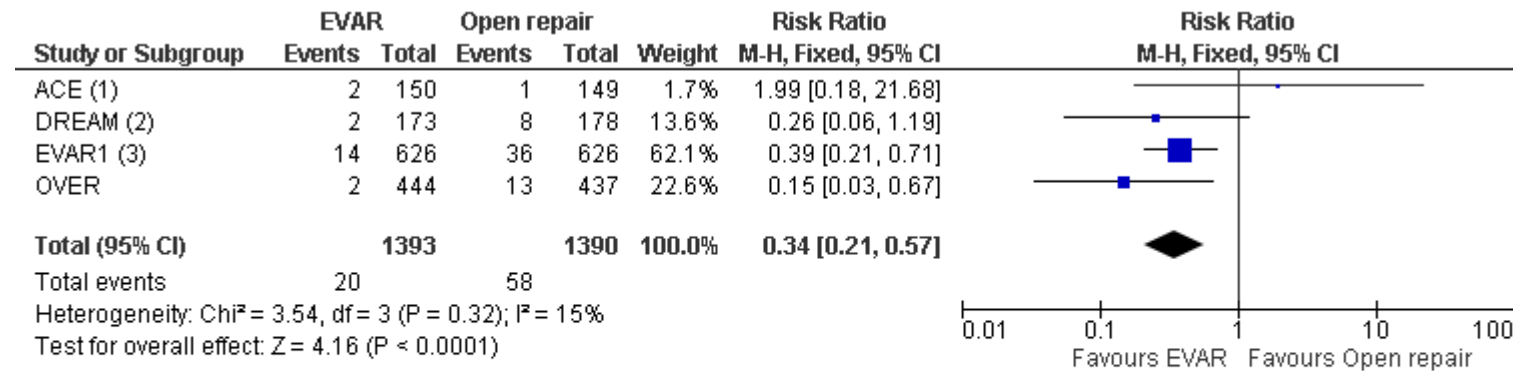 EVAR Open repair Risk Ratio Risk Ratio
Study or Subgroup Events Total Events Total Weight M-H, Fixed, 95% CI M-H, Fixed, 95% CI
ACE (1) 2 150 1 149 1.7% 1.99 [0.18, 21.68]
DREAM (2) 2 173 8 178 13.6% 0.26 [0.06, 1.19]
EVAR1 (3) 14 626 36 626 62.1% 0.39 [0.21, 0.71]
OVER 2 444 13 437 22.6% 0.15 [0.03, 0.67]
Total (95% CI) 1393 1390 100.0% 0.34 [0.21, 0.57]
Total events 20 58
Heterogeneity: Chi² = 3.54, df = 3 (P = 0.32); I² = 15%
Test for overall effect: Z = 4.16 (P < 0.0001)
0.01 0.1 1 10 100
Favours EVAR Favours Open repair